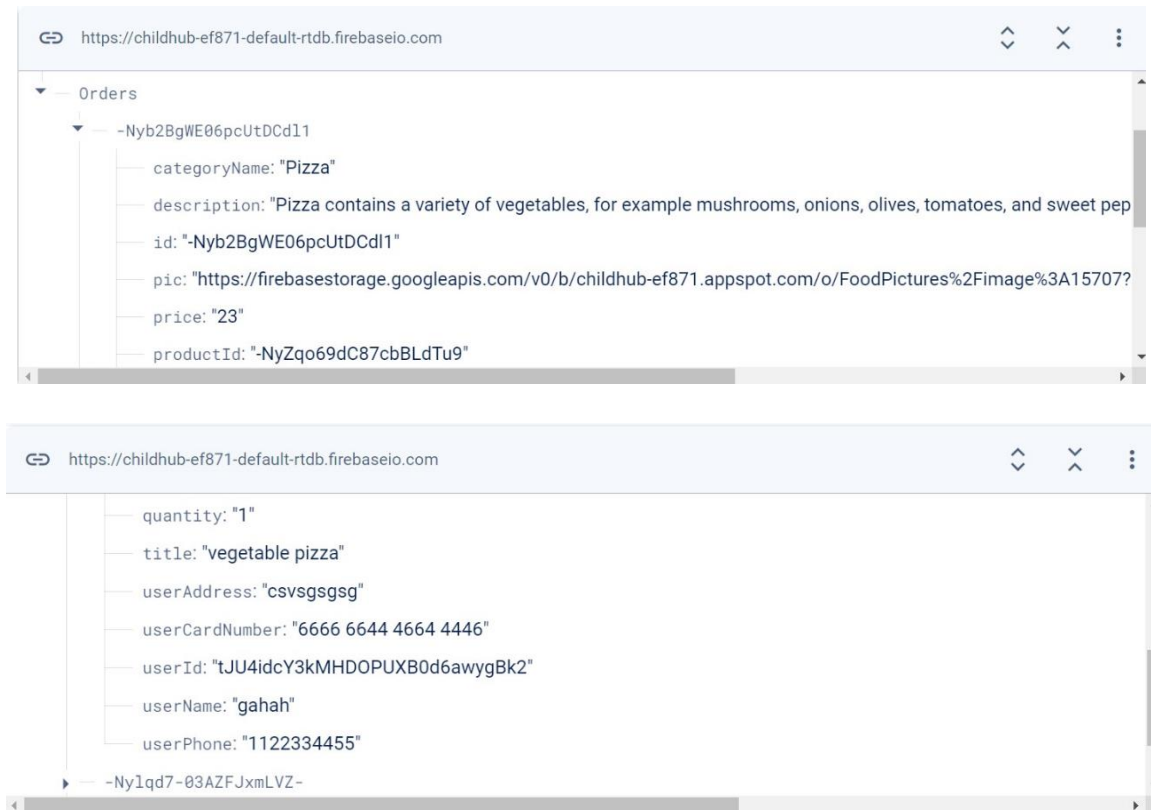 https://childhub-ef871-default-rtdb.firebaseio.com
Orders
-Nyb2BgWE06pcUtDCdl1
categoryName: "Pizza"
description: "Pizza contains a variety of vegetables, for example mushrooms, onions, olives, tomatoes, and sweet pep
id: "-Nyb2BgWE06pcUtDCdl1"
pic: "https://firebasestorage.googleapis.com/v0/b/childhub-ef871.appspot.com/o/FoodPictures%2Fimage%3A15707?
price: "23"
productId: "-NyZqo69dC87cbBLdTu9"
https://childhub-ef871-default-rtdb.firebaseio.com
quantity: "1"
title: "vegetable pizza"
userAddress: "csvsgsgsg"
userCardNumber: "6666 6644 4664 4446"
userId: "tJU4idcY3kMHDOPUXB0d6awygBk2"
userName: "gahah"
userPhone: "1122334455"
-Nylqd7-03AZFJxmLVZ-